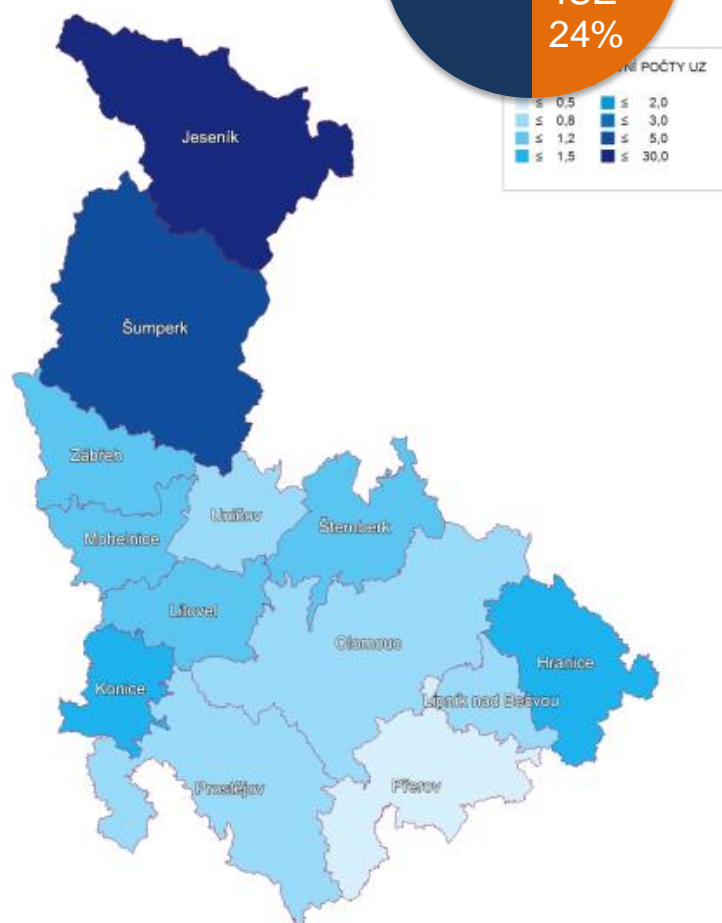 24%
POČTY UZ
≤ 0,5 ≤ 2,0
≤ 0,8 ≤ 3,0
≤ 1,2 ≤ 5,0
≤ 1,5 ≤ 30,0
Jeseník
Šumperk
Zábřeh
Uničov
Šternberk
Mohelnice
Litovel
Olomouc
Hranice
Konice
Lipník nad Bečvou
Prostějov
Přerov